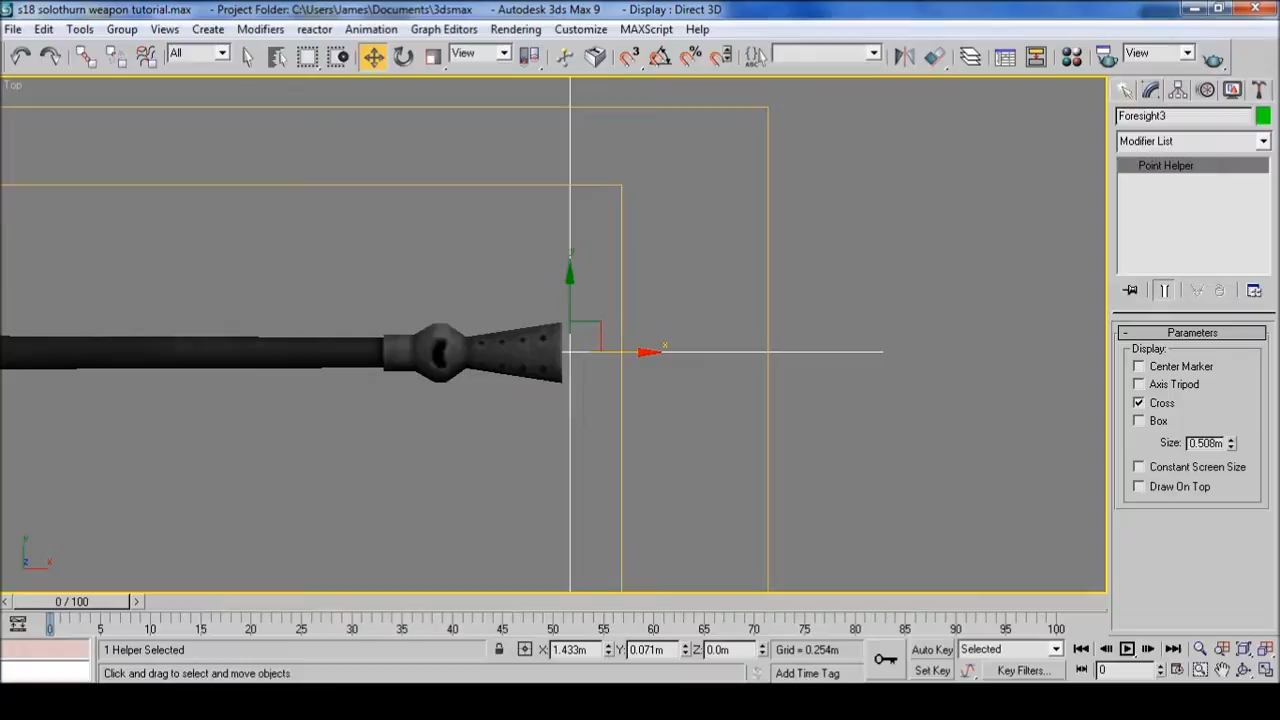 s18 solothurn weapon tutorial.max - Project Folder: C:\Users\James\Documents\3dsmax - Autodesk 3ds Max 9 - Display : Direct 3D
File Edit Tools Group Views Create Modifiers reactor Animation Graph Editors Rendering Customize MAXScript Help
All View View
Top
Foresight3
Modifier List
Point Helper
y
x
- Parameters
Display:
Center Marker
Axis Tripod
Cross
Box
Size: 0.508m
Constant Screen Size
Draw On Top
y
z x
0 / 100
0 5 10 15 20 25 30 35 40 45 50 55 60 65 70 75 80 85 90 95 100
1 Helper Selected X: 1.433m Y: 0.071m Z: 0.0m Grid = 0.254m Auto Key Selected
Click and drag to select and move objects Add Time Tag Set Key Key Filters... 0